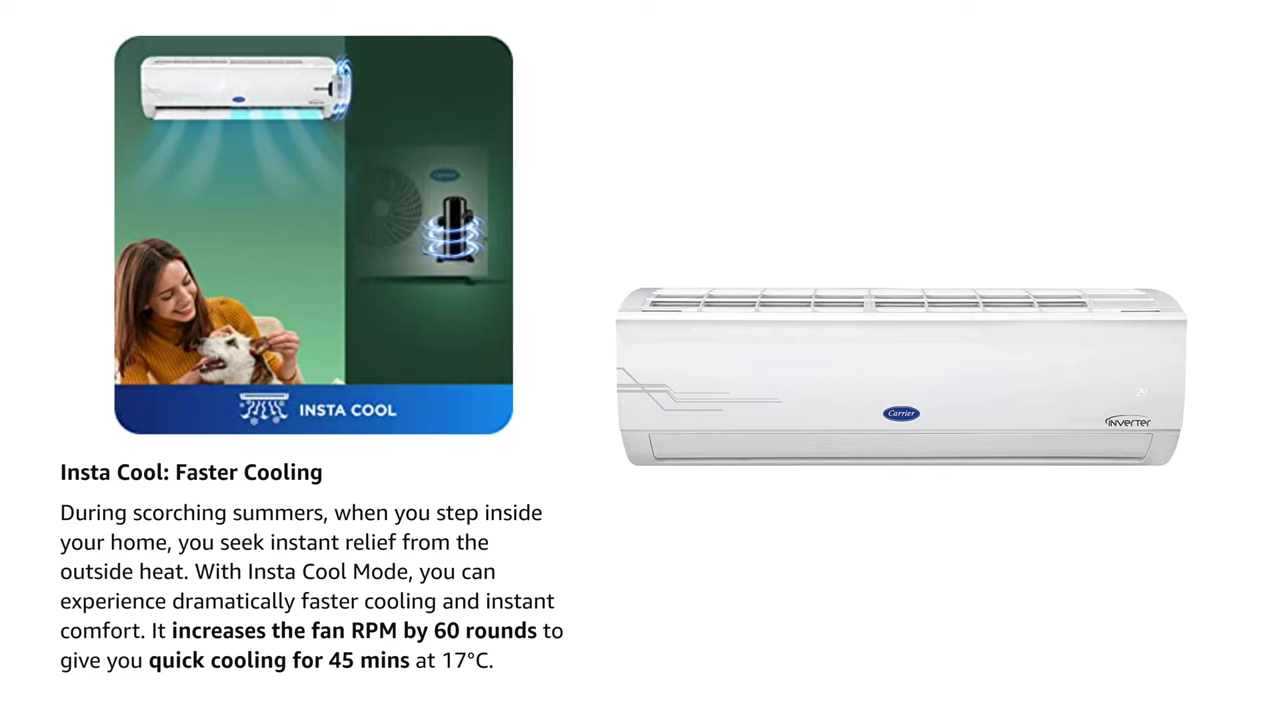 Carrier
INSTA COOL
Insta Cool: Faster Cooling
During scorching summers, when you step inside
your home, you seek instant relief from the
outside heat. With Insta Cool Mode, you can
experience dramatically faster cooling and instant
comfort. It increases the fan RPM by 60 rounds to
give you quick cooling for 45 mins at 17°C.
24
Carrier
INVERTER